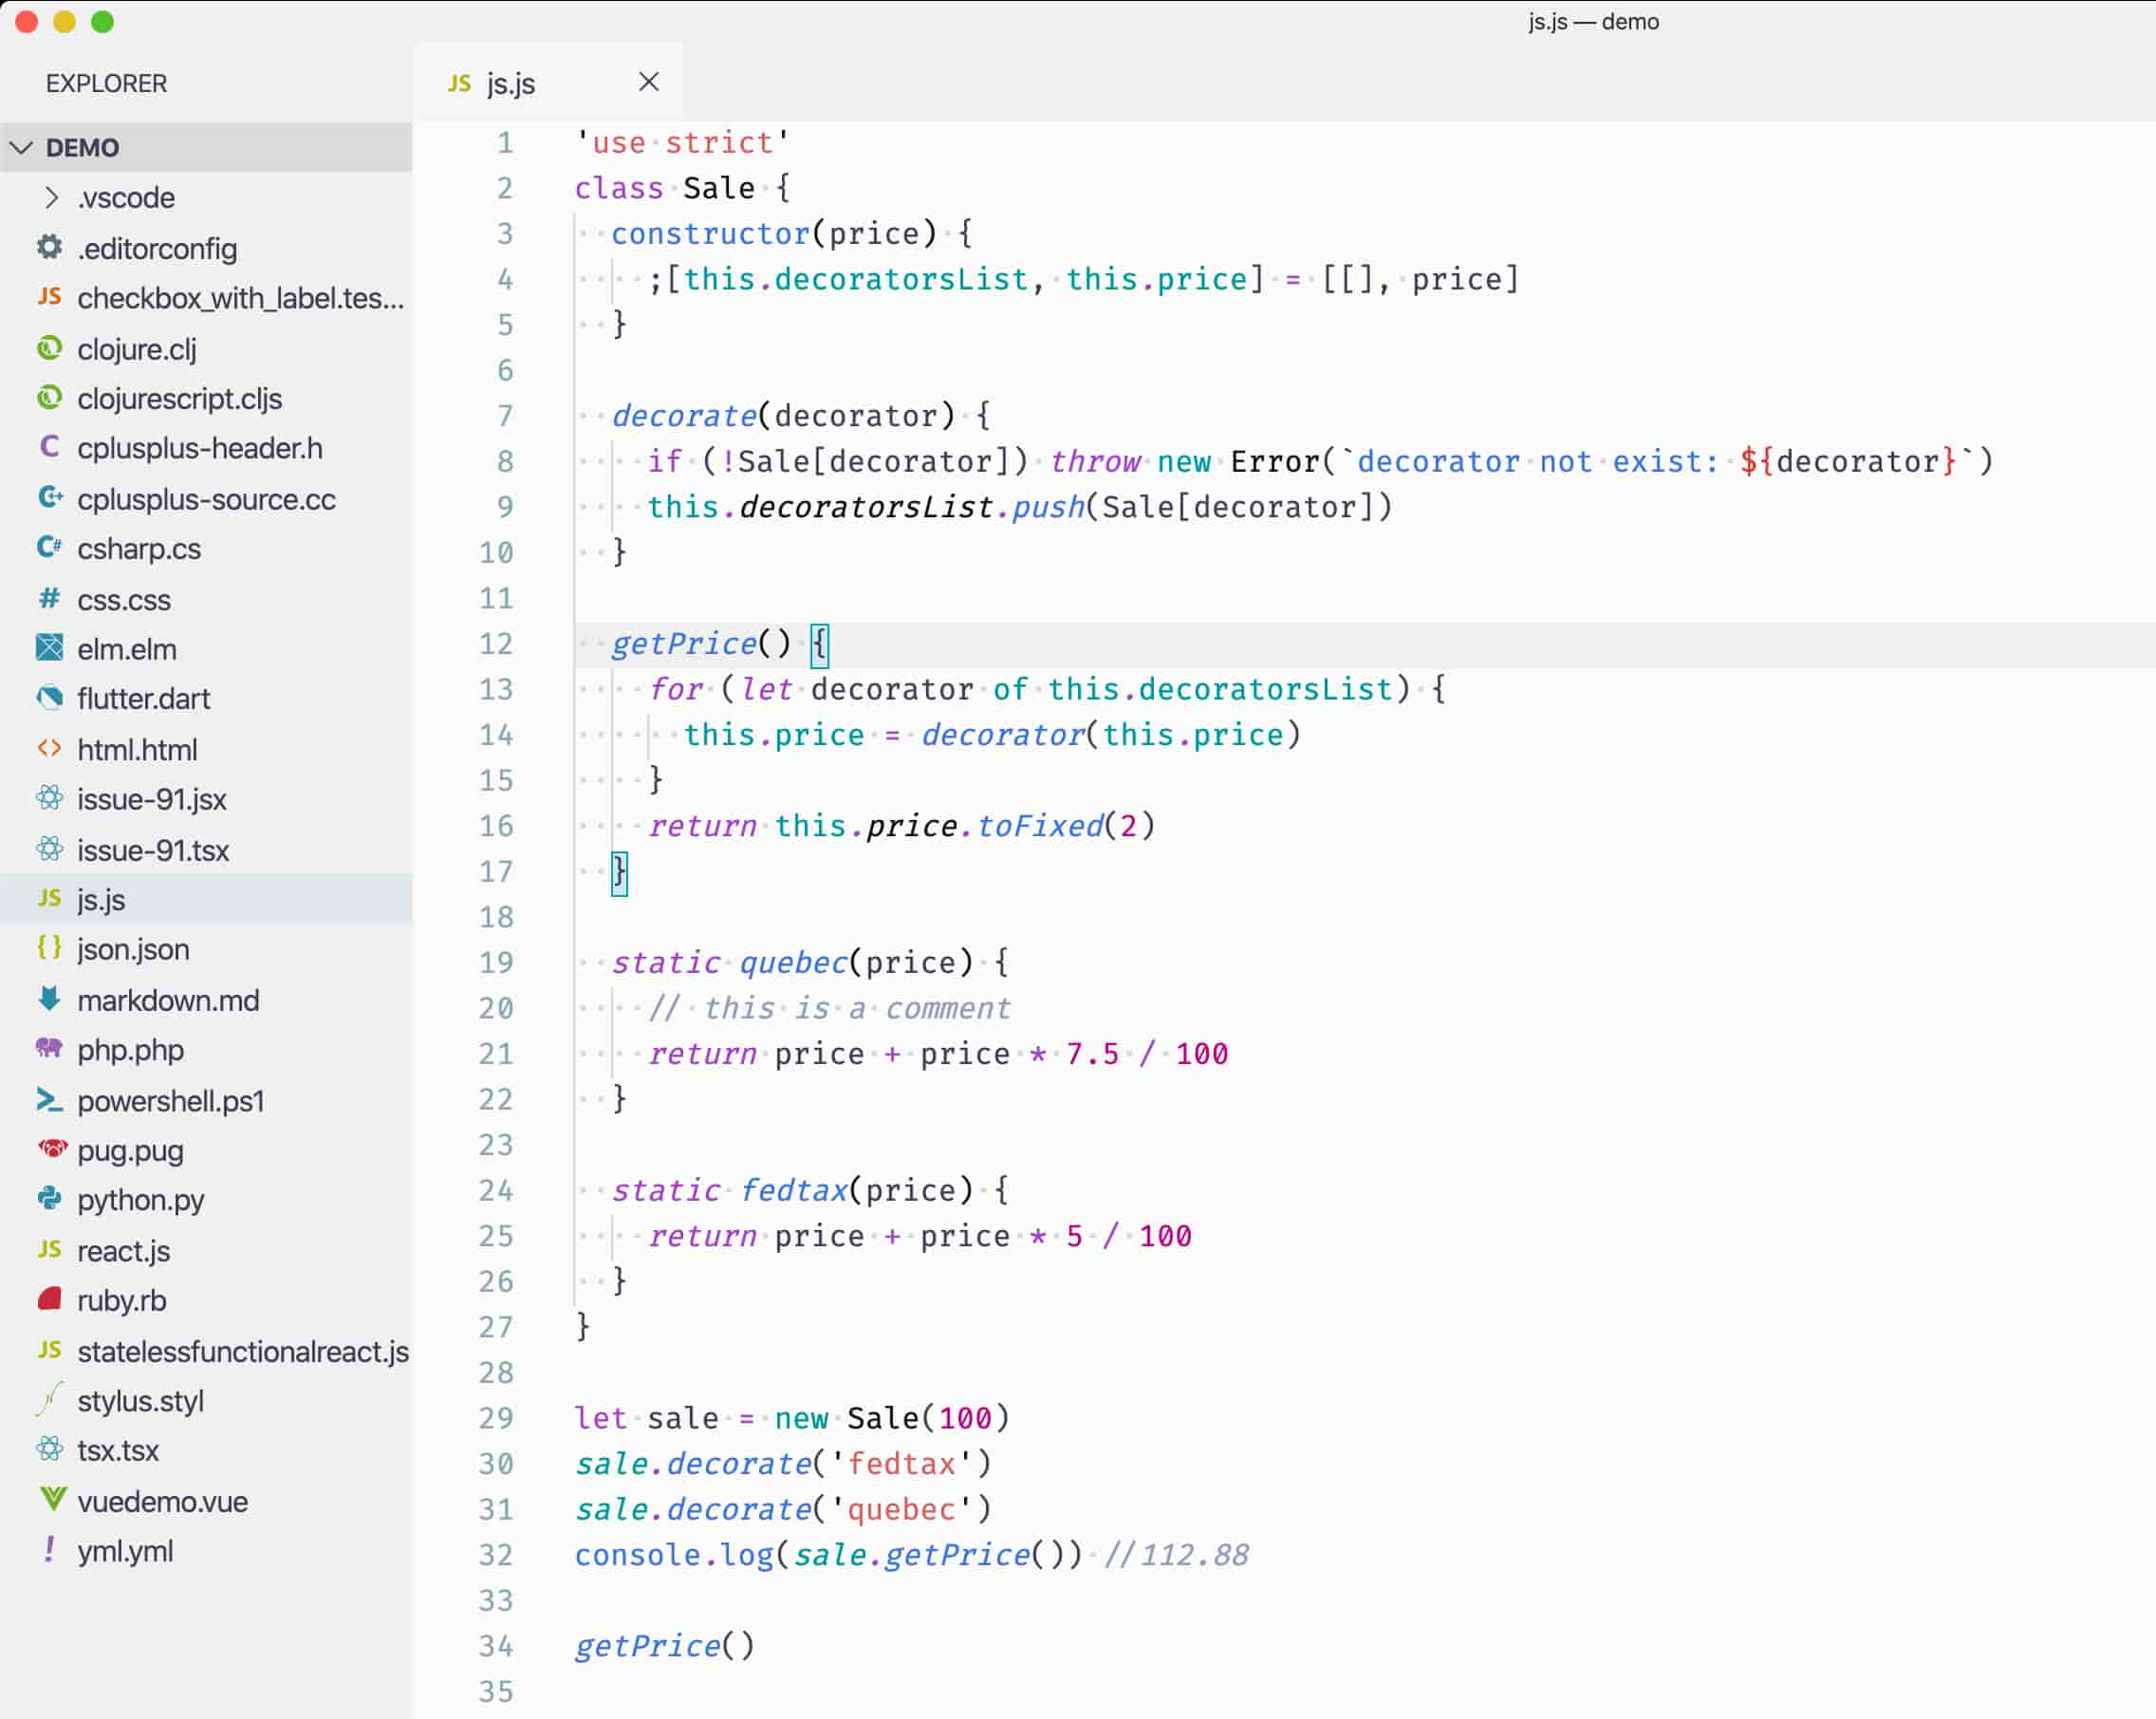 js.js — demo
EXPLORER
DEMO
.vscode
.editorconfig
JS checkbox_with_label.tes...
clojure.clj
clojurescript.cljs
C cplusplus-header.h
C+ cplusplus-source.cc
C# csharp.cs
# css.css
elm.elm
flutter.dart
<> html.html
issue-91.jsx
issue-91.tsx
JS js.js
{} json.json
markdown.md
php.php
powershell.ps1
pug.pug
python.py
JS react.js
ruby.rb
JS statelessfunctionalreact.js
stylus.styl
tsx.tsx
vuedemo.vue
! yml.yml
JS js.js
1 'use strict'
2 class Sale {
3   constructor(price) {
4     ;[this.decoratorsList, this.price] = [[], price]
5   }
6
7   decorate(decorator) {
8     if (!Sale[decorator]) throw new Error(`decorator not exist: ${decorator}`)
9     this.decoratorsList.push(Sale[decorator])
10   }
11
12   getPrice() {
13     for (let decorator of this.decoratorsList) {
14       this.price = decorator(this.price)
15     }
16     return this.price.toFixed(2)
17   }
18
19   static quebec(price) {
20     // this is a comment
21     return price + price * 7.5 / 100
22   }
23
24   static fedtax(price) {
25     return price + price * 5 / 100
26   }
27 }
28
29 let sale = new Sale(100)
30 sale.decorate('fedtax')
31 sale.decorate('quebec')
32 console.log(sale.getPrice()) //112.88
33
34 getPrice()
35